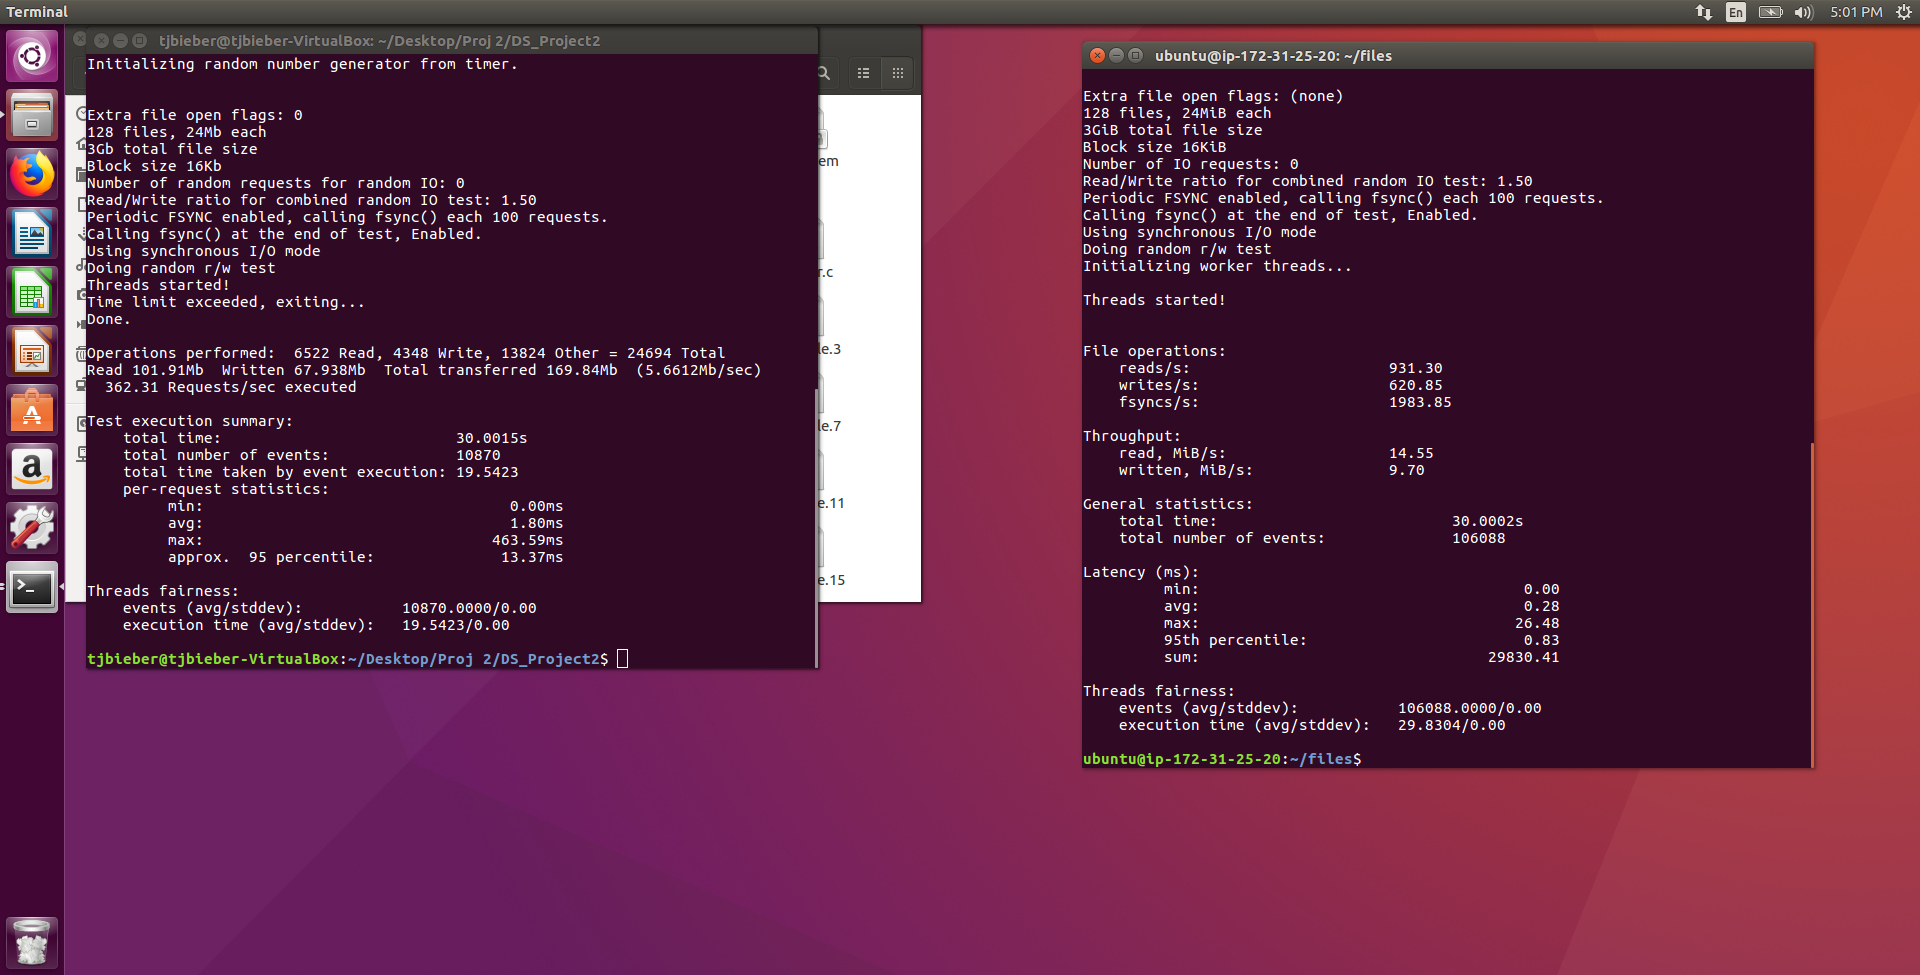 Terminal
En
5:01 PM
tjbieber@tjbieber-VirtualBox: ~/Desktop/Proj 2/DS_Project2
Initializing random number generator from timer.
Extra file open flags: 0
128 files, 24Mb each
3Gb total file size
Block size 16Kb
Number of random requests for random IO: 0
Read/Write ratio for combined random IO test: 1.50
Periodic FSYNC enabled, calling fsync() each 100 requests.
Calling fsync() at the end of test, Enabled.
Using synchronous I/O mode
Doing random r/w test
Threads started!
Time limit exceeded, exiting...
Done.
Operations performed:  6522 Read, 4348 Write, 13824 Other = 24694 Total
Read 101.91Mb  Written 67.938Mb  Total transferred 169.84Mb  (5.6612Mb/sec)
  362.31 Requests/sec executed
Test execution summary:
    total time:                          30.0015s
    total number of events:              10870
    total time taken by event execution: 19.5423
    per-request statistics:
         min:                                  0.00ms
         avg:                                  1.80ms
         max:                                463.59ms
         approx.  95 percentile:              13.37ms
Threads fairness:
    events (avg/stddev):           10870.0000/0.00
    execution time (avg/stddev):   19.5423/0.00
tjbieber@tjbieber-VirtualBox:~/Desktop/Proj 2/DS_Project2$
em
r.c
le.3
le.7
e.11
e.15
ubuntu@ip-172-31-25-20: ~/files
Extra file open flags: (none)
128 files, 24MiB each
3GiB total file size
Block size 16KiB
Number of IO requests: 0
Read/Write ratio for combined random IO test: 1.50
Periodic FSYNC enabled, calling fsync() each 100 requests.
Calling fsync() at the end of test, Enabled.
Using synchronous I/O mode
Doing random r/w test
Initializing worker threads...
Threads started!
File operations:
    reads/s:                      931.30
    writes/s:                     620.85
    fsyncs/s:                     1983.85
Throughput:
    read, MiB/s:                  14.55
    written, MiB/s:               9.70
General statistics:
    total time:                          30.0002s
    total number of events:              106088
Latency (ms):
         min:                                    0.00
         avg:                                    0.28
         max:                                   26.48
         95th percentile:                        0.83
         sum:                                29830.41
Threads fairness:
    events (avg/stddev):           106088.0000/0.00
    execution time (avg/stddev):   29.8304/0.00
ubuntu@ip-172-31-25-20:~/files$